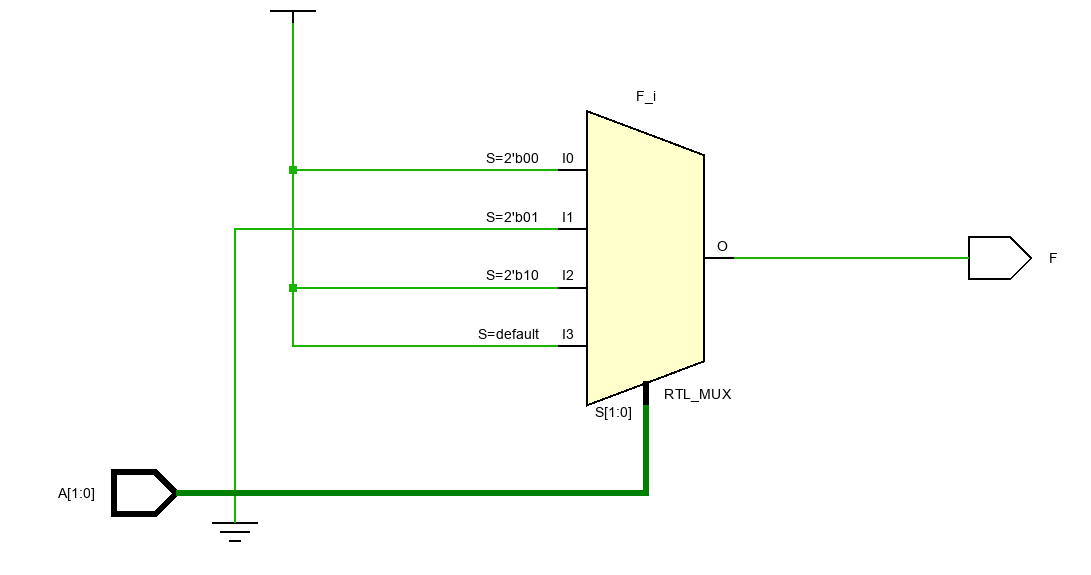 F_i
S=2'b00 I0
S=2'b01 I1
O
F
S=2'b10 I2
S=default I3
RTL_MUX
S[1:0]
A[1:0]